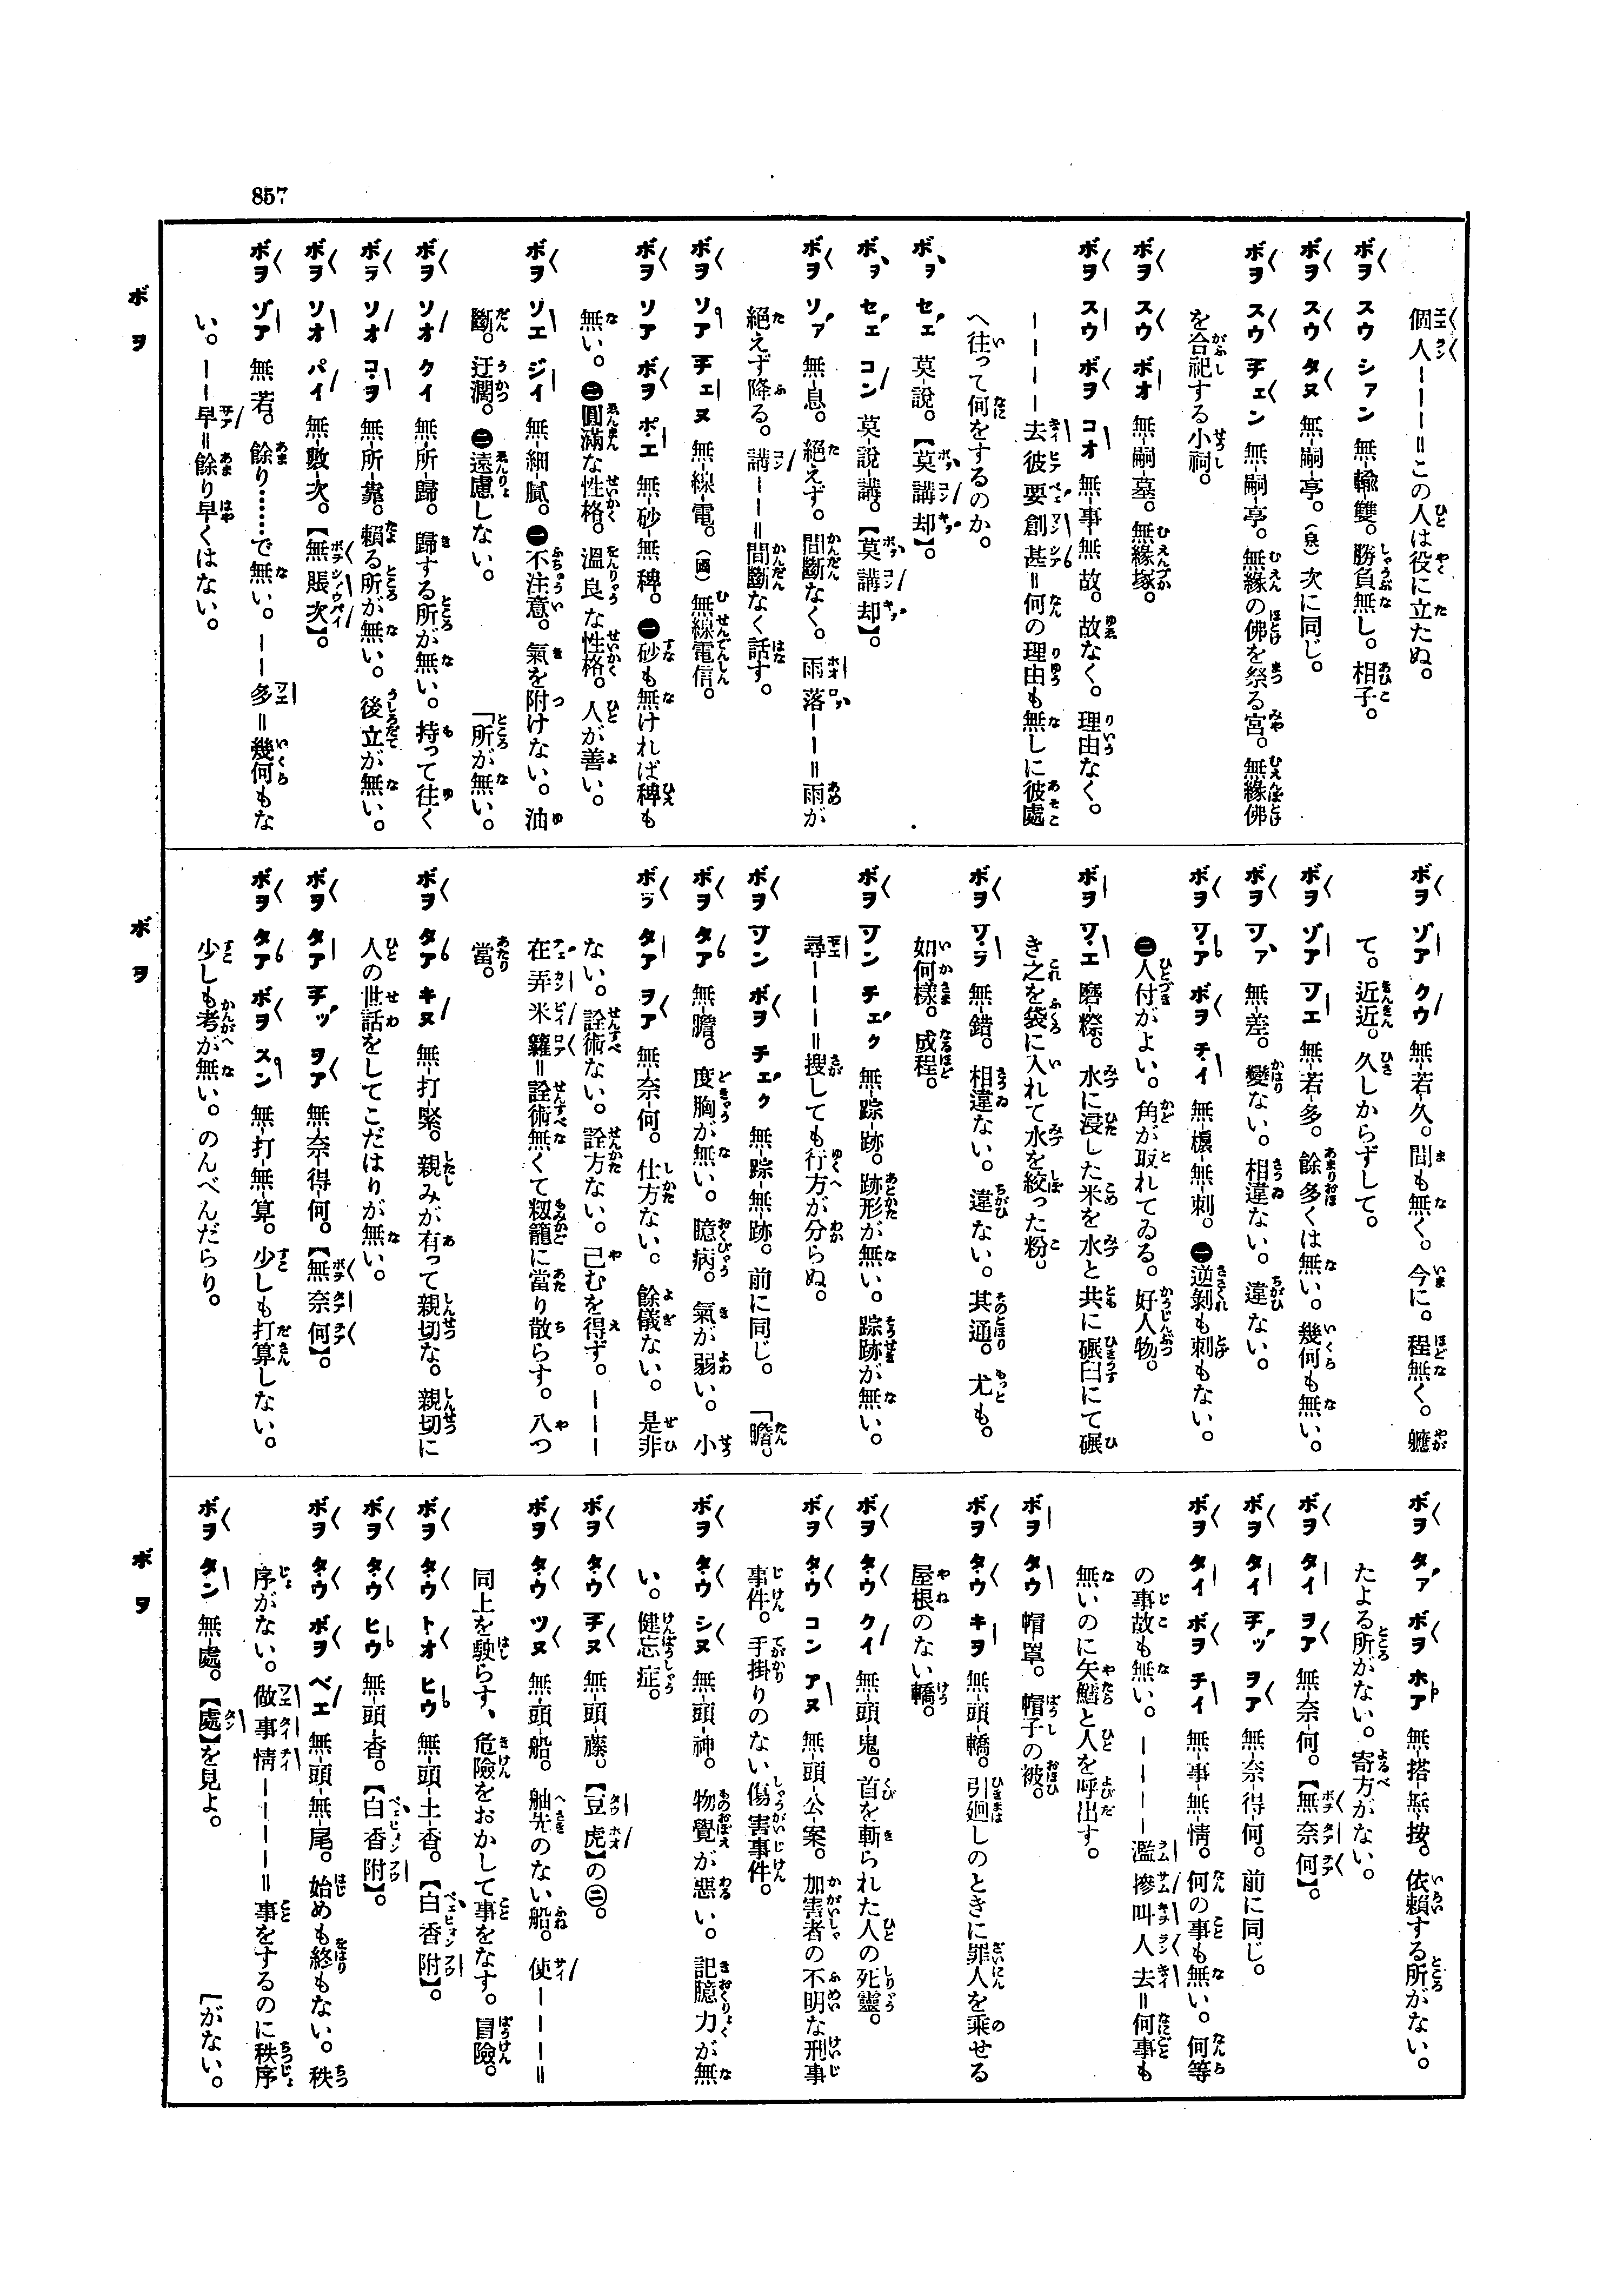 857
個人ーーー＝この人は役に立たぬ。
ボヲ スウ シァン 無-輸雙。勝負無し。相子。
ボヲ スウ タヌ 無-嗣亭。(泉)次に同じ。
ボヲ スウ チェン 無-嗣亭。無緣の佛を祭る宮。無緣佛
を合祀する小祠。
ボヲ スウ ボオ 無-嗣墓。無緣塚。
ボヲ スウ ボヲ コオ 無-事-無故。故なく。理由なく。
ーーーー去彼要創甚＝何の理由も無しに彼處
へ往って何をするのか。
ボヲ セェ 莫-說。【莫講却】。
ボヲ セェ コン 莫-說-講。【莫講却】。
ボヲ ソァ 無-息。絕えず。間斷なく。雨落ーー＝雨が
絕えず降る。講ーー＝間斷なく話す。
ボヲ ソァ チェヌ 無-線-電。(國)無線電信。
ボヲ ソア ボヲ ポエ 無-砂-無稗。㊀砂も無ければ稗も
無い。㊁圓滿な性格。溫良な性格。人が善い。
ボヲ ソエ ジイ 無-細-膩。㊀不注意。氣を附けない。油
斷。迂濶。㊁遠慮しない。 「所が無い。
ボヲ ソオ クイ 無-所-歸。歸する所が無い。持って往く
ボヲ ソオ コヲ 無-所-靠。賴る所が無い。後立が無い。
ボヲ ソオ パイ 無-數-次。【無賬次】。
ボヲ ゾア 無-若。餘り……で無い。ーー多＝幾何もな
い。ーー早＝餘り早くはない。
ボヲ
ボヲ ゾア クウ 無-若-久。間も無く。今に。程無く。軈
て。近近。久しからずして。
ボヲ ゾア ツエ 無-若-多。餘多くは無い。幾何も無い。
ボヲ ツァ 無-差。變ない。相違ない。違ない。
ボヲ ツア ボヲ チイ 無-櫬-無-刺。㊀逆剝も刺もない。
㊁人付がよい。角が取れてゐる。好人物。
ボヲ ツエ 磨-粽。水に浸した米を水と共に碾臼にて碾
き之を袋に入れて水を絞った粉。
ボヲ ツヲ 無-錯。相違ない。違ない。其通。尤も。
如何樣。成程。
ボヲ ツン チェク 無-踪-跡。跡形が無い。踪跡が無い。
尋ーーー＝搜しても行方が分らぬ。
ボヲ ツン ボヲ チェク 無-踪-無-跡。前に同じ。 「膽。
ボヲ タア 無-膽。度胸が無い。臆病。氣が弱い。小
ボヲ タア ヲア 無-奈-何。仕方ない。餘儀ない。是非
ない。詮術ない。詮方ない。已むを得ず。ーーー
在弄米籮＝詮術無くて籾籠に當り散らす。八つ
當。
ボヲ タア キヌ 無-打-緊。親みが有って親切な。親切に
人の世話をしてこだはりが無い。
ボヲ タア チッ ヲア 無-奈-得-何。【無奈何】。
ボヲ タア ボヲ スン 無-打-無-算。少しも打算しない。
少しも考が無い。のんべんだらり。
ボヲ
ボヲ タァ ボヲ ホア 無-搭-無-按。依賴する所がない。
たよる所がない。寄方がない。
ボヲ タイ ヲア 無-奈-何。【無奈何】。
ボヲ タイ チッ ヲア 無-奈-得-何。前に同じ。
ボヲ タイ ボヲ チイ 無-事-無-情。何の事も無い。何等
の事故も無い。ーーーー濫摻叫人去＝何事も
無いのに矢鱈と人を呼出す。
ボヲ タウ 帽-罩。帽子の被。
ボヲ タウ キヲ 無-頭-轎。引廻しのときに罪人を乘せる
屋根のない轎。
ボヲ タウ クイ 無-頭-鬼。首を斬られた人の死靈。
ボヲ タウ コン アヌ 無-頭-公-案。加害者の不明な刑事
事件。手掛りのない傷害事件。
ボヲ タウ シヌ 無-頭-神。物覺が惡い。記臆力が無
い。健忘症。
ボヲ タウ チヌ 無-頭-藤。【豆虎】の㊁。
ボヲ タウ ツヌ 無-頭-船。舳先のない船。使ーーー＝
同上を駛らす、危險をおかして事をなす。冒險。
ボヲ タウ トオ ヒウ 無-頭-土-香。【白香附】。
ボヲ タウ ヒウ 無-頭-香。【白香附】。
ボヲ タウ ボヲ ベエ 無-頭-無-尾。始めも終もない。秩
序がない。做事情ーーーー＝事をするのに秩序
ボヲ タン 無-處。【處】を見よ。 「がない。
ボヲ